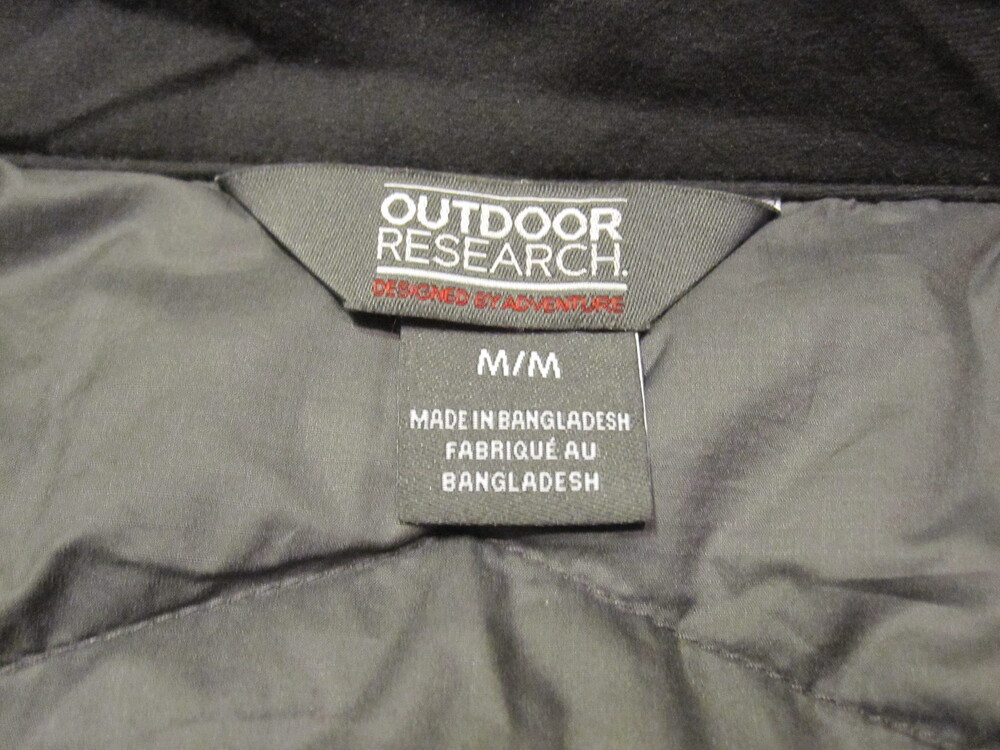 OUTDOOR
RESEARCH.
DESIGNED BY ADVENTURE
M/M
MADE IN BANGLADESH
FABRIQUÉ AU
BANGLADESH